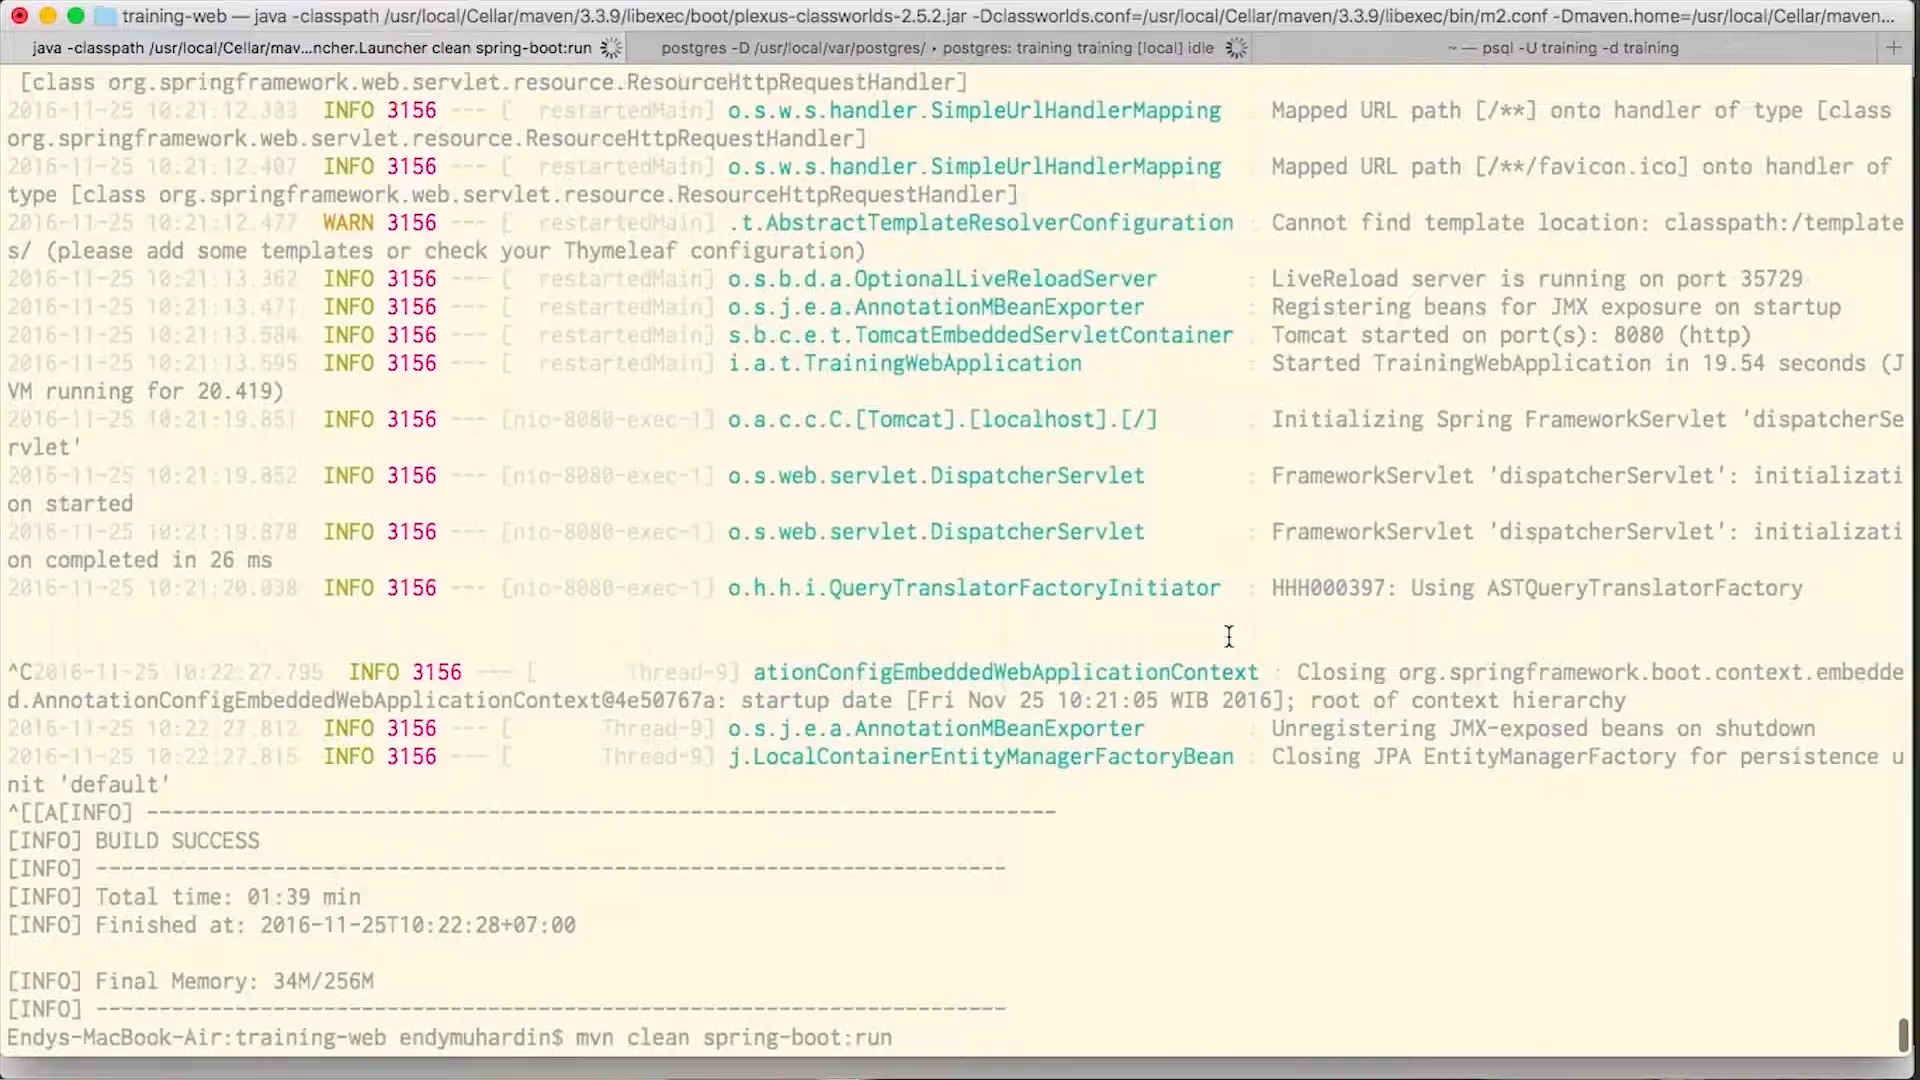 training-web — java -classpath /usr/local/Cellar/maven/3.3.9/libexec/boot/plexus-classworlds-2.5.2.jar -Dclassworlds.conf=/usr/local/Cellar/maven/3.3.9/libexec/bin/m2.conf -Dmaven.home=/usr/local/Cellar/maven...
java -classpath /usr/local/Cellar/mav...ncher.Launcher clean spring-boot:run
postgres -D /usr/local/var/postgres/ • postgres: training training [local] idle
~ — psql -U training -d training
[class org.springframework.web.servlet.resource.ResourceHttpRequestHandler]
2016-11-25 10:21:12.303 INFO 3156 --- [ restartedMain] o.s.w.s.handler.SimpleUrlHandlerMapping : Mapped URL path [/**] onto handler of type [class
org.springframework.web.servlet.resource.ResourceHttpRequestHandler]
2016-11-25 10:21:12.407 INFO 3156 --- [ restartedMain] o.s.w.s.handler.SimpleUrlHandlerMapping : Mapped URL path [/**/favicon.ico] onto handler of
type [class org.springframework.web.servlet.resource.ResourceHttpRequestHandler]
2016-11-25 10:21:12.477 WARN 3156 --- [ restartedMain] .t.AbstractTemplateResolverConfiguration : Cannot find template location: classpath:/template
s/ (please add some templates or check your Thymeleaf configuration)
2016-11-25 10:21:13.362 INFO 3156 --- [ restartedMain] o.s.b.d.a.OptionalLiveReloadServer : LiveReload server is running on port 35729
2016-11-25 10:21:13.471 INFO 3156 --- [ restartedMain] o.s.j.e.a.AnnotationMBeanExporter : Registering beans for JMX exposure on startup
2016-11-25 10:21:13.584 INFO 3156 --- [ restartedMain] s.b.c.e.t.TomcatEmbeddedServletContainer : Tomcat started on port(s): 8080 (http)
2016-11-25 10:21:13.595 INFO 3156 --- [ restartedMain] i.a.t.TrainingWebApplication : Started TrainingWebApplication in 19.54 seconds (J
VM running for 20.419)
2016-11-25 10:21:19.851 INFO 3156 --- [nio-8080-exec-1] o.a.c.c.C.[Tomcat].[localhost].[/] : Initializing Spring FrameworkServlet 'dispatcherSe
rvlet'
2016-11-25 10:21:19.852 INFO 3156 --- [nio-8080-exec-1] o.s.web.servlet.DispatcherServlet : FrameworkServlet 'dispatcherServlet': initializati
on started
2016-11-25 10:21:19.878 INFO 3156 --- [nio-8080-exec-1] o.s.web.servlet.DispatcherServlet : FrameworkServlet 'dispatcherServlet': initializati
on completed in 26 ms
2016-11-25 10:21:20.038 INFO 3156 --- [nio-8080-exec-1] o.h.h.i.QueryTranslatorFactoryInitiator : HHH000397: Using ASTQueryTranslatorFactory
^C2016-11-25 10:22:27.795 INFO 3156 --- [ Thread-9] ationConfigEmbeddedWebApplicationContext : Closing org.springframework.boot.context.embedde
d.AnnotationConfigEmbeddedWebApplicationContext@4e50767a: startup date [Fri Nov 25 10:21:05 WIB 2016]; root of context hierarchy
2016-11-25 10:22:27.812 INFO 3156 --- [ Thread-9] o.s.j.e.a.AnnotationMBeanExporter : Unregistering JMX-exposed beans on shutdown
2016-11-25 10:22:27.815 INFO 3156 --- [ Thread-9] j.LocalContainerEntityManagerFactoryBean : Closing JPA EntityManagerFactory for persistence u
nit 'default'
^[[A[INFO] ------------------------------------------------------------------------
[INFO] BUILD SUCCESS
[INFO] ------------------------------------------------------------------------
[INFO] Total time: 01:39 min
[INFO] Finished at: 2016-11-25T10:22:28+07:00
[INFO] Final Memory: 34M/256M
[INFO] ------------------------------------------------------------------------
Endys-MacBook-Air:training-web endymuhardin$ mvn clean spring-boot:run